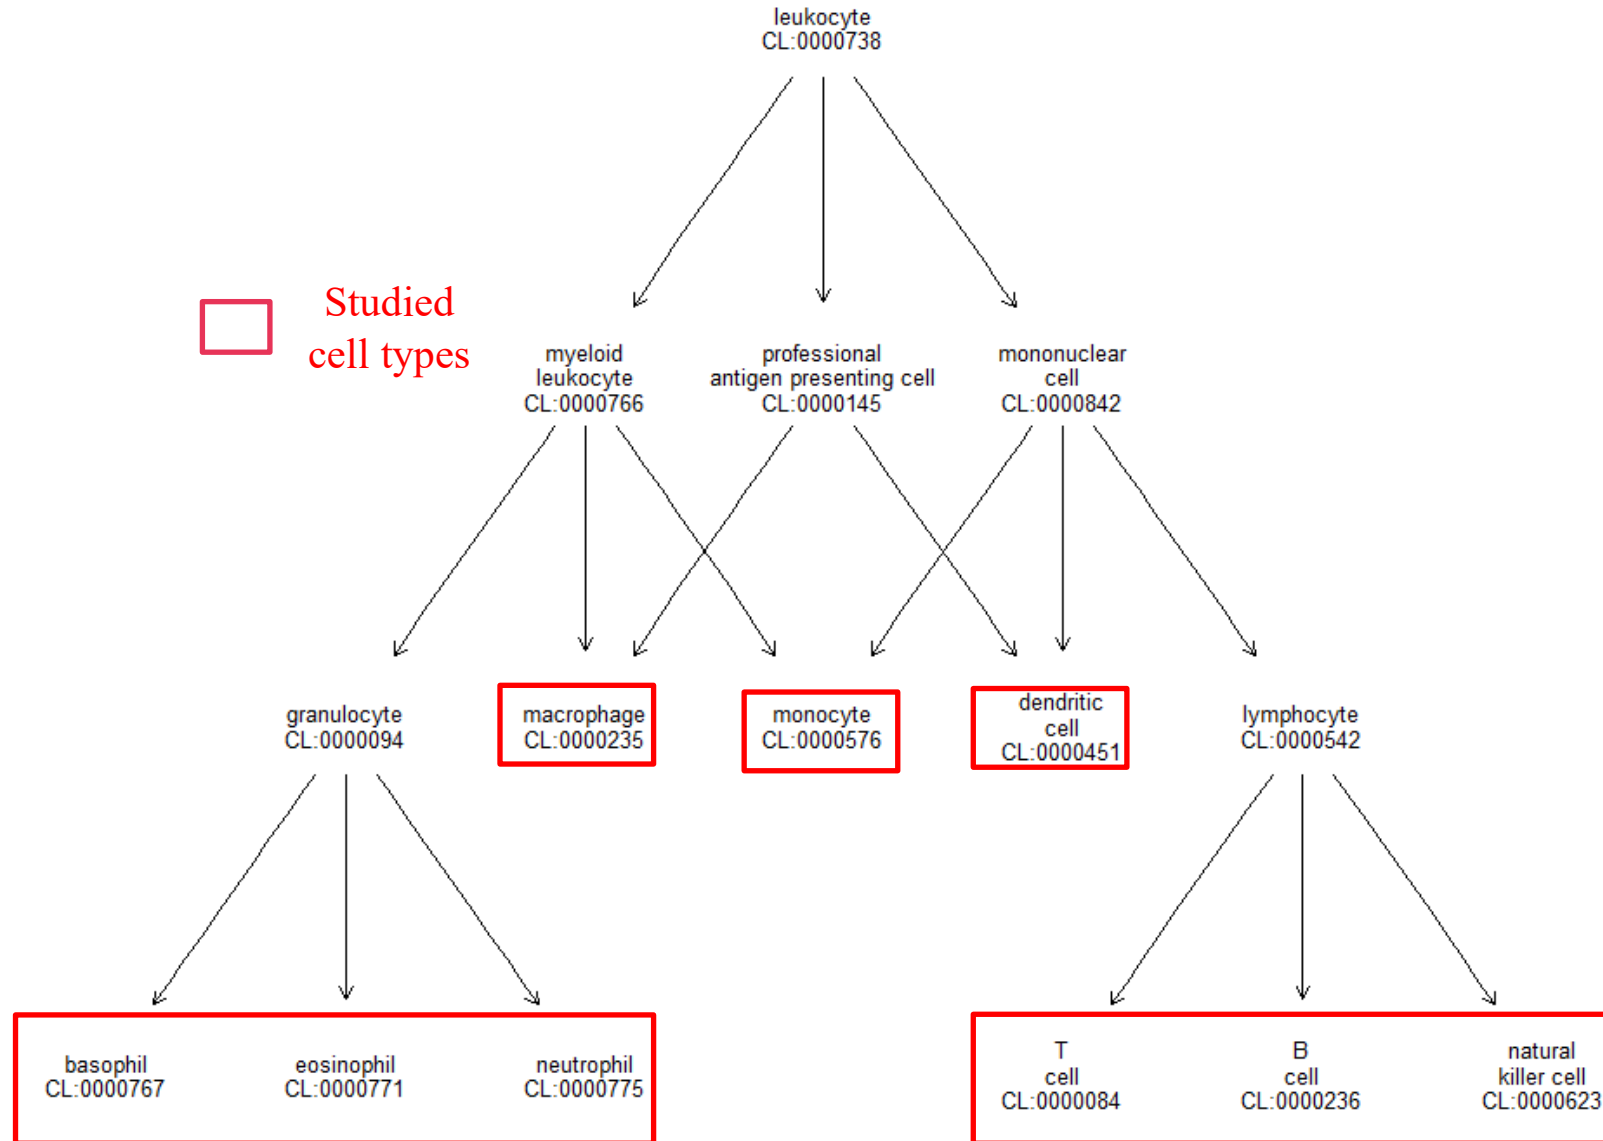 leukocyte
CL:0000738
Studied
cell types
myeloid
leukocyte
CL:0000766
professional
antigen presenting cell
CL:0000145
mononuclear
cell
CL:0000842
granulocyte
CL:0000094
macrophage
CL:0000235
monocyte
CL:0000576
dendritic
cell
CL:0000451
lymphocyte
CL:0000542
basophil
CL:0000767
eosinophil
CL:0000771
neutrophil
CL:0000775
T
cell
CL:0000084
B
cell
CL:0000236
natural
killer cell
CL:0000623